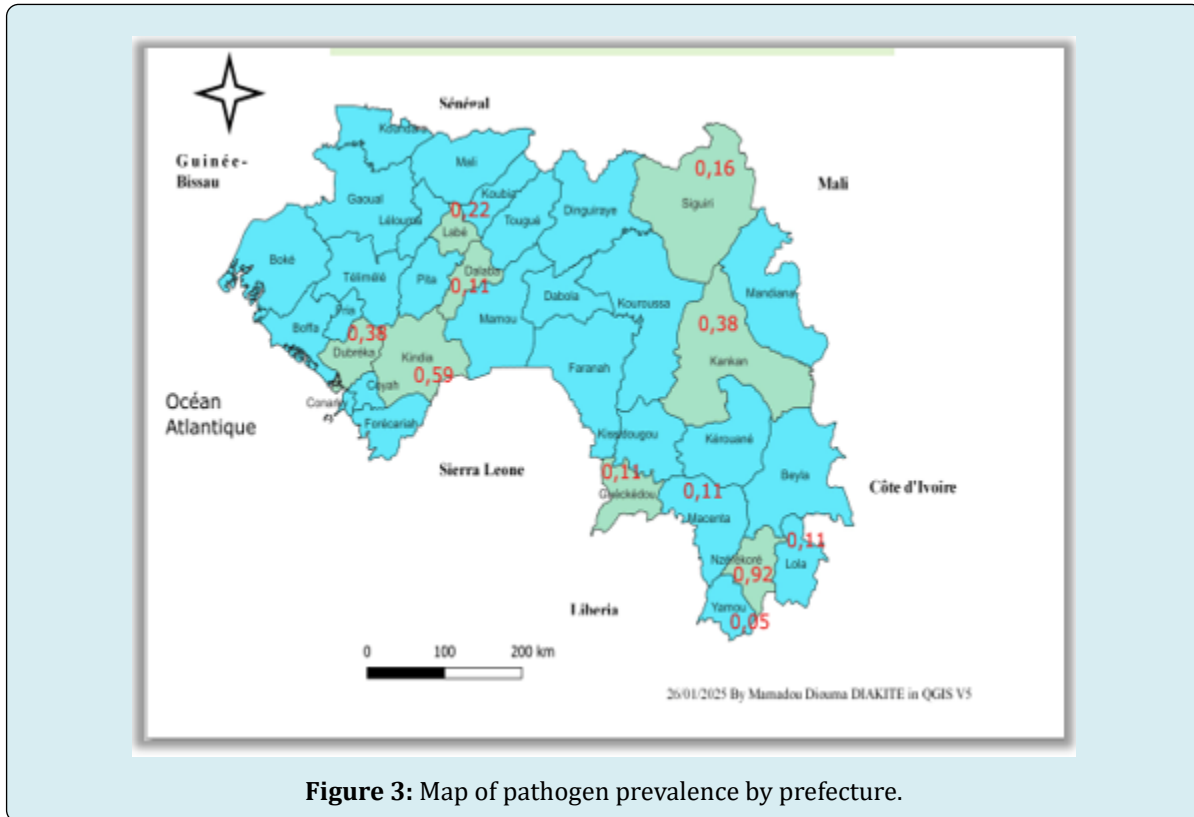 Sénégal
Koundara
Guinée-
Bissau
Mali
Mali
0,16
Siguiri
Gaoual
Koubia
0,22
Lélouma
Labé
Tougué
Dinguiraye
Boké
Télimélé
Pita
Dalaba
0,11
Dabola
Kouroussa
Mandiana
Fria
Boffa
0,38
Dubréka
Kindia
0,59
Mamou
0,38
Kankan
Faranah
Océan
Atlantique
Coyah
Conakry
Forécariah
Kissidougou
Kérouané
Sierra Leone
0,11
Guéckédou
0,11
Macenta
Beyla
Côte d'Ivoire
0,11
Lola
Nzérékoré
0,92
Liberia
Yamou
0,05
0 100 200 km
26/01/2025 By Mamadou Diouma DIAKITE in QGIS V5
Figure 3: Map of pathogen prevalence by prefecture.